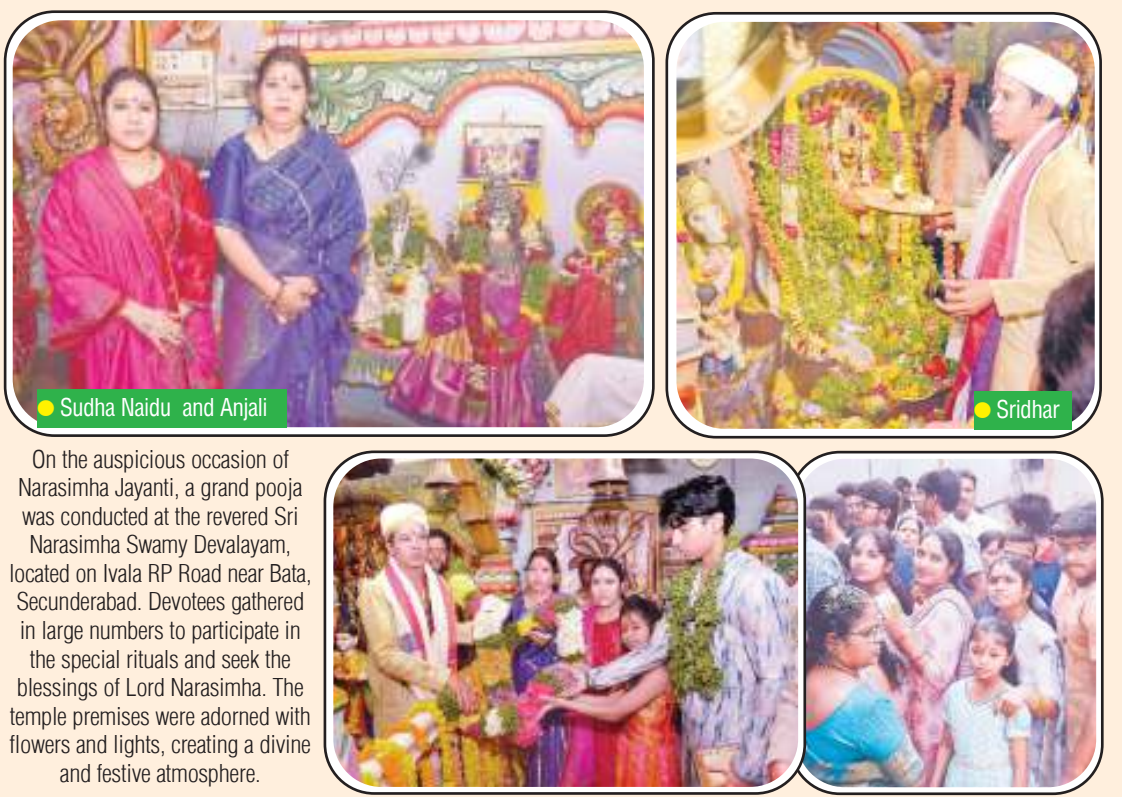 Sudha Naidu and Anjali
Sridhar
On the auspicious occasion of
Narasimha Jayanti, a grand pooja
was conducted at the revered Sri
Narasimha Swamy Devalayam,
located on Ivala RP Road near Bata,
Secunderabad. Devotees gathered
in large numbers to participate in
the special rituals and seek the
blessings of Lord Narasimha. The
temple premises were adorned with
flowers and lights, creating a divine
and festive atmosphere.